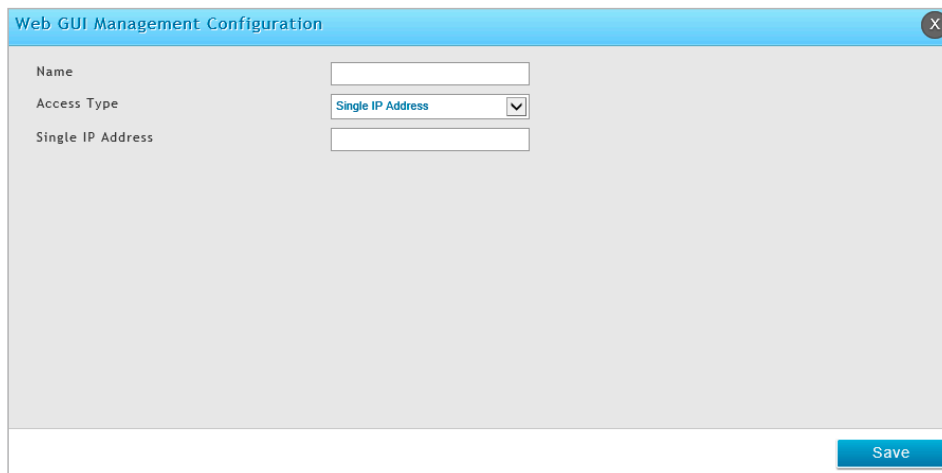 Web GUI Management Configuration
X
Name
Access Type
Single IP Address
Single IP Address
Save